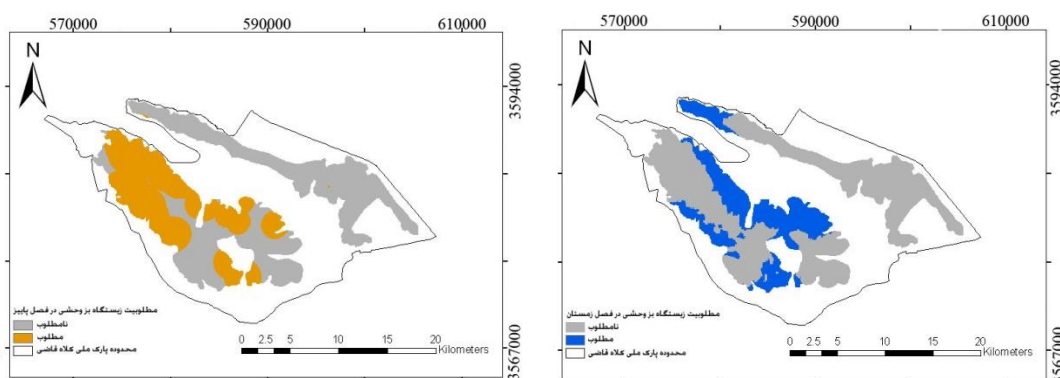 570000 590000 610000
N
3594000
3567000
مطلوبیت زیستگاه بز وحشی در فصل پاییز
نامطلوب
مطلوب
محدوده پارک ملی کلاه قاضی
0 2.5 5 10 15 20
Kilometers
570000 590000 610000
N
3594000
3567000
مطلوبیت زیستگاه بز وحشی در فصل زمستان
نامطلوب
مطلوب
محدوده پارک ملی کلاه قاضی
0 2.5 5 10 15 20
Kilometers